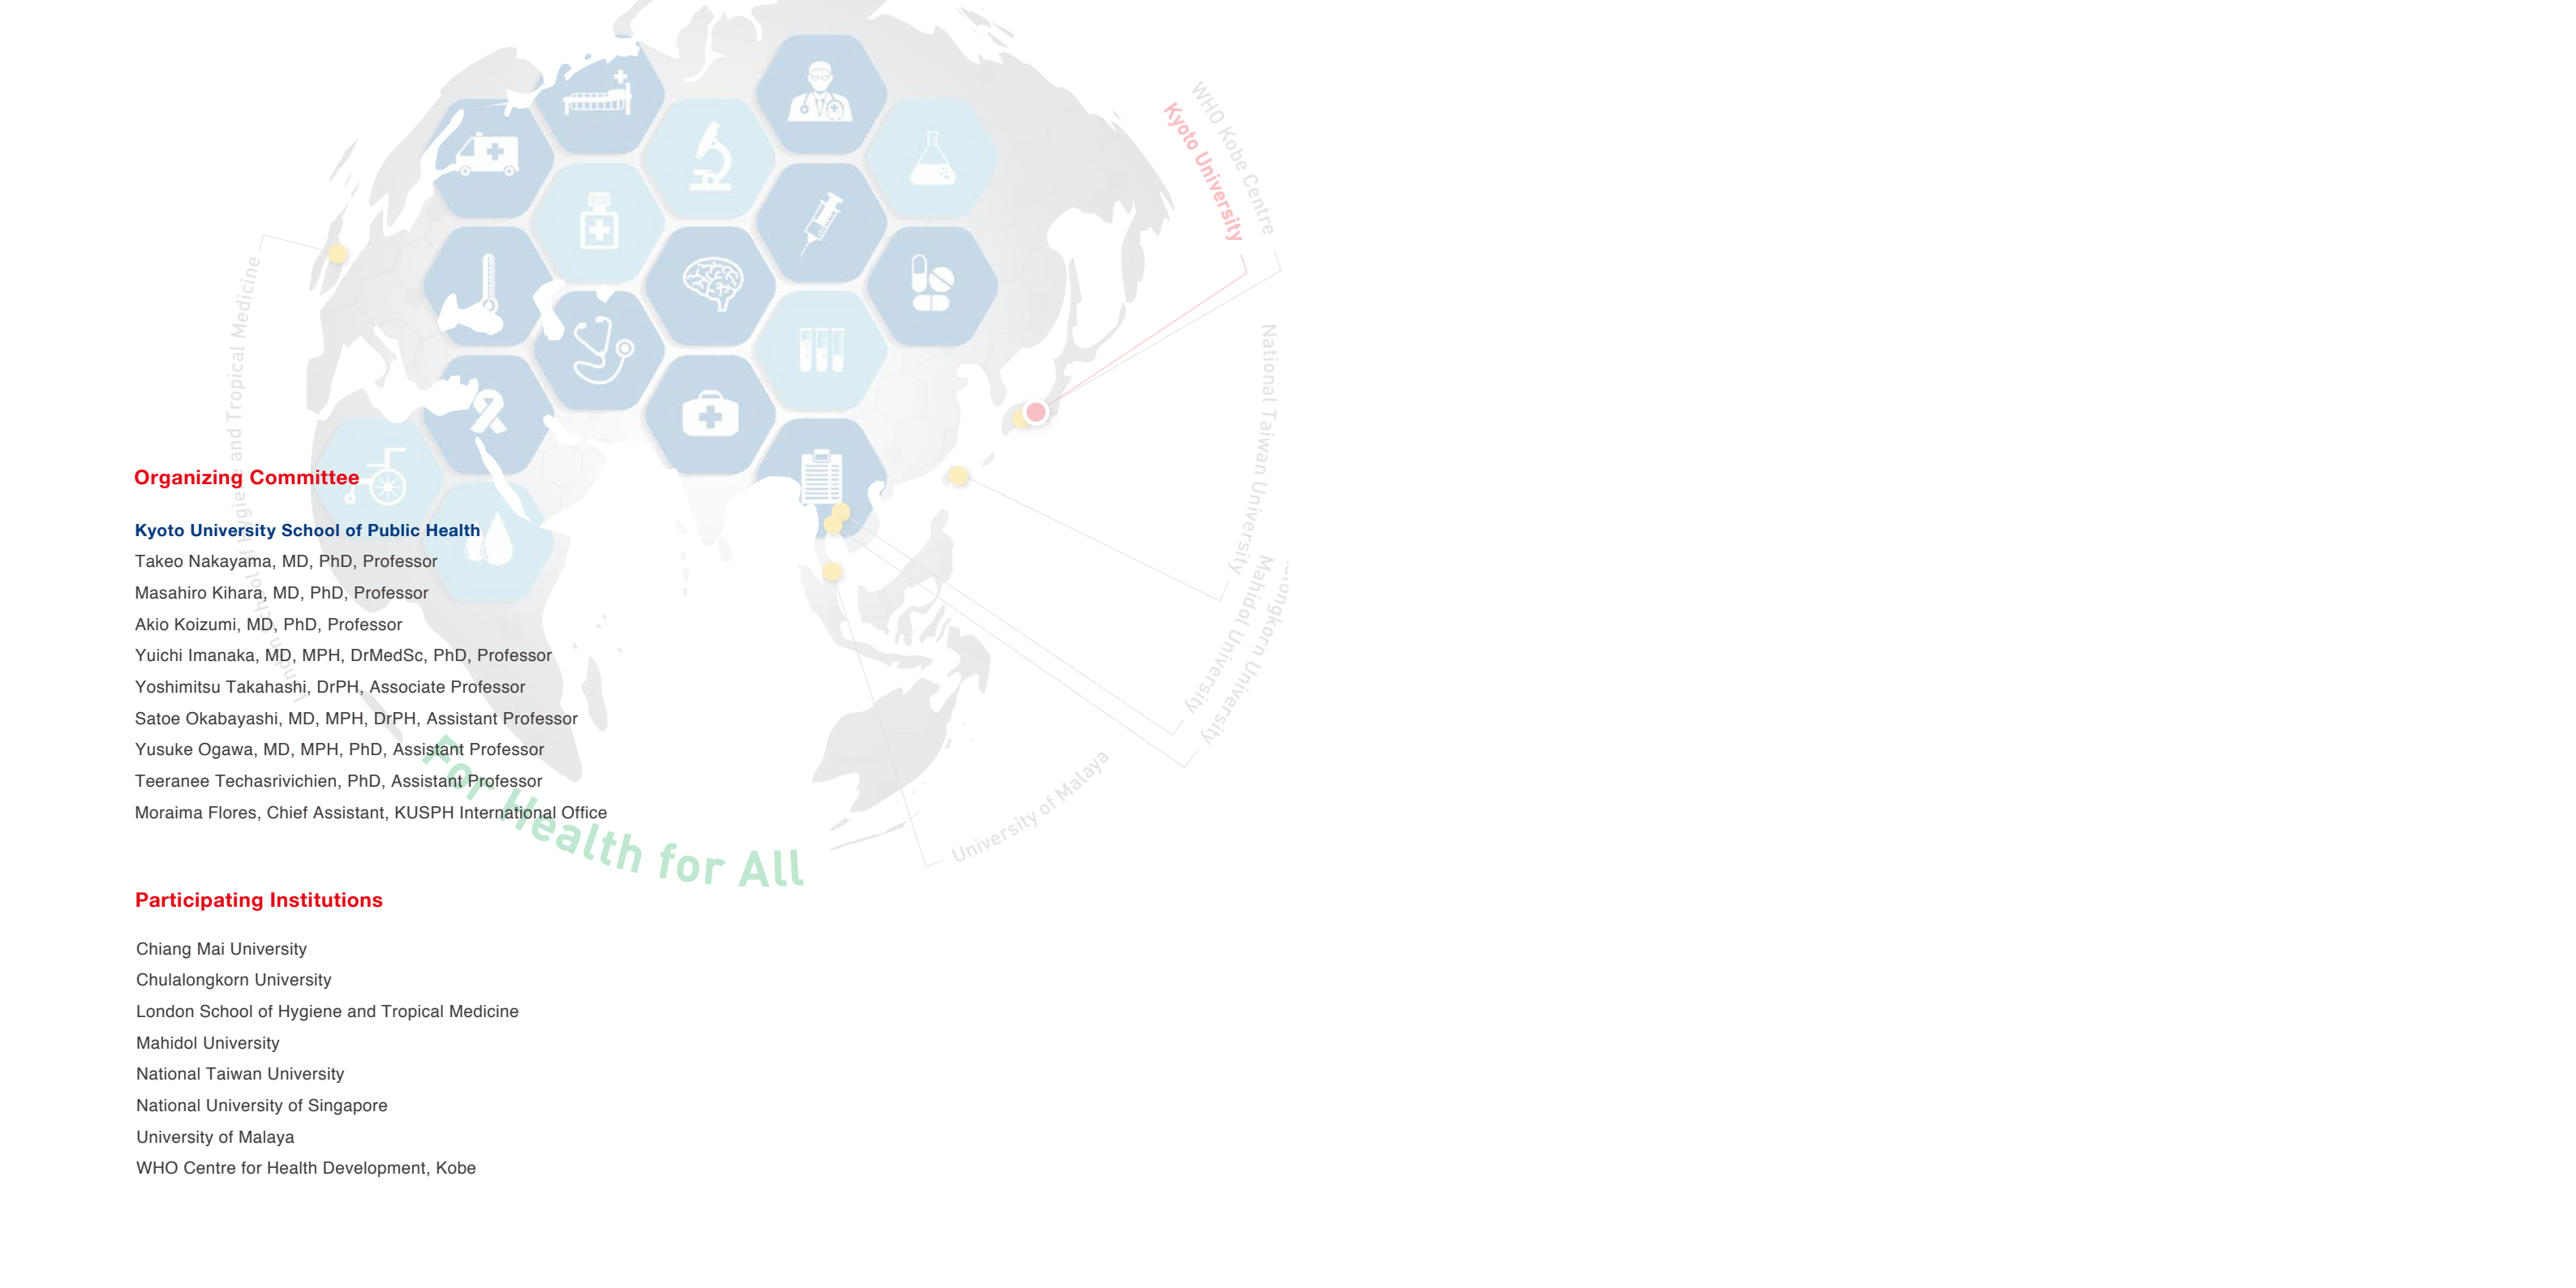 WHO Kobe Centre
Kyoto University
National Taiwan University
Mahidol University
University
University of Malaya
and Tropical Medicine
For Health for All
Organizing Committee
Kyoto University School of Public Health
Takeo Nakayama, MD, PhD, Professor
Masahiro Kihara, MD, PhD, Professor
Akio Koizumi, MD, PhD, Professor
Yuichi Imanaka, MD, MPH, DrMedSc, PhD, Professor
Yoshimitsu Takahashi, DrPH, Associate Professor
Satoe Okabayashi, MD, MPH, DrPH, Assistant Professor
Yusuke Ogawa, MD, MPH, PhD, Assistant Professor
Teeranee Techasrivichien, PhD, Assistant Professor
Moraima Flores, Chief Assistant, KUSPH International Office
Participating Institutions
Chiang Mai University
Chulalongkorn University
London School of Hygiene and Tropical Medicine
Mahidol University
National Taiwan University
National University of Singapore
University of Malaya
WHO Centre for Health Development, Kobe